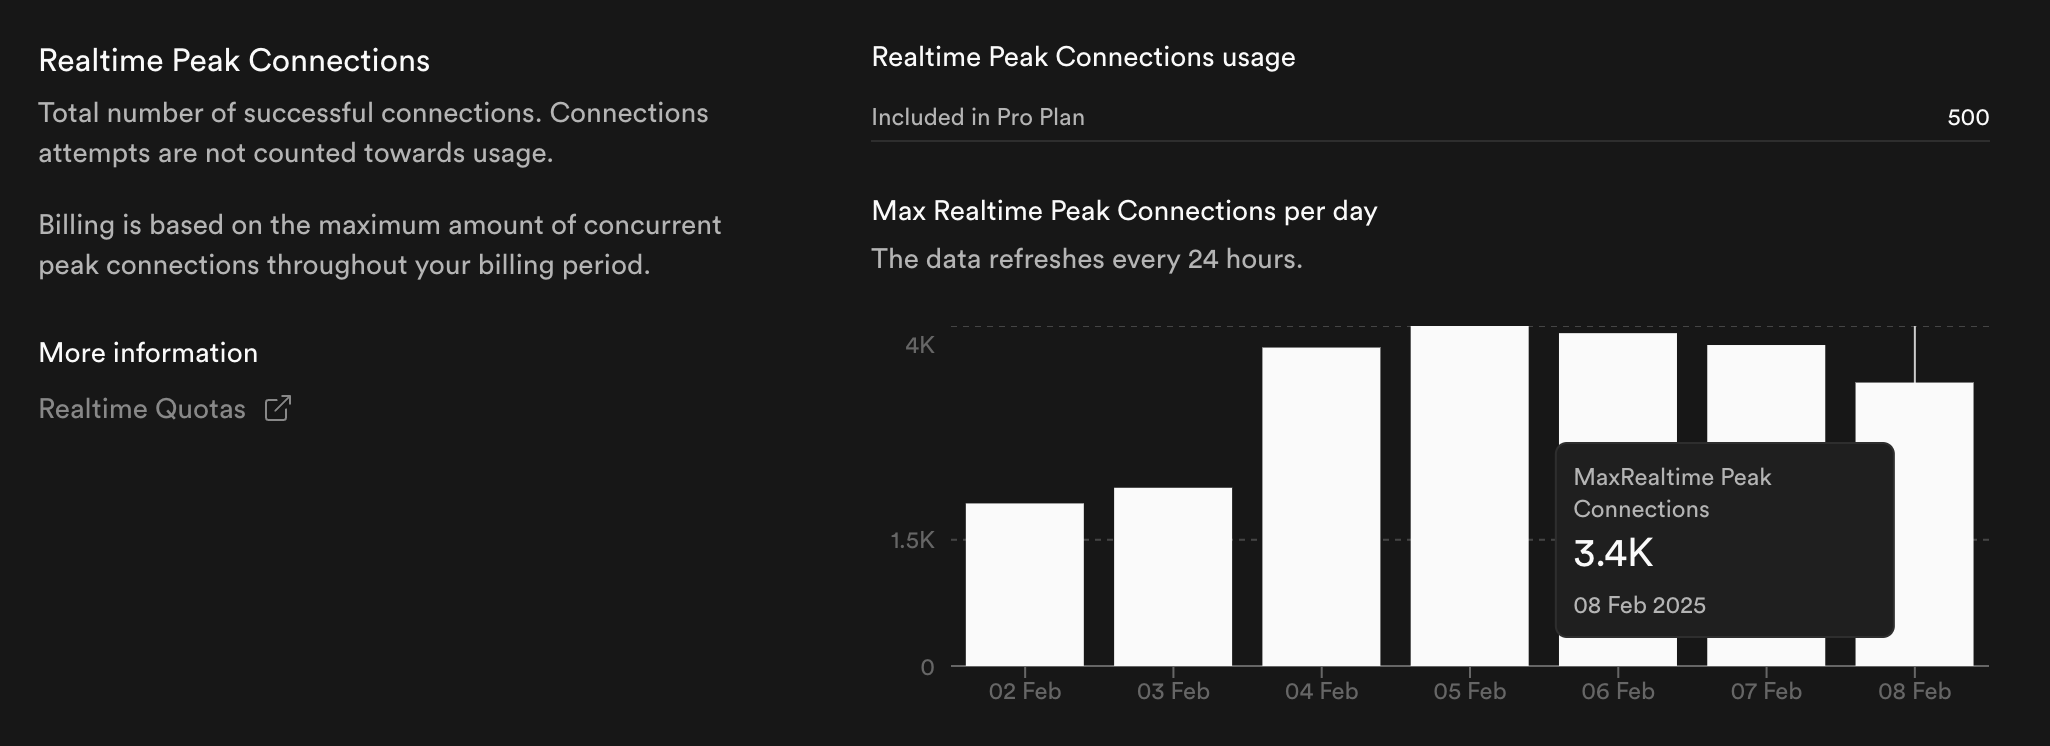 Realtime Peak Connections
Total number of successful connections. Connections
attempts are not counted towards usage.
Billing is based on the maximum amount of concurrent
peak connections throughout your billing period.
More information
Realtime Quotas
Realtime Peak Connections usage
Included in Pro Plan 500
Max Realtime Peak Connections per day
The data refreshes every 24 hours.
4K
1.5K
0
MaxRealtime Peak
Connections
3.4K
08 Feb 2025
02 Feb 03 Feb 04 Feb 05 Feb 06 Feb 07 Feb 08 Feb